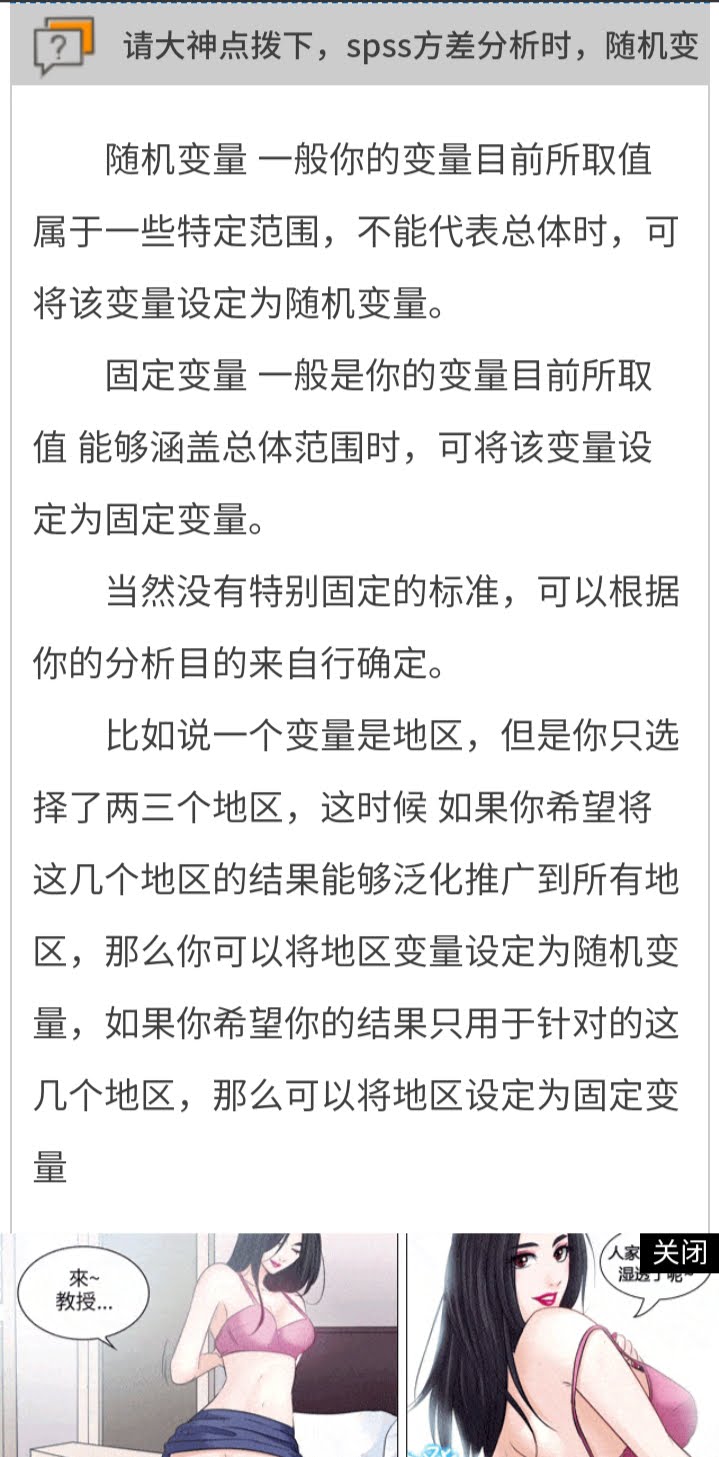 请大神点拨下，spss方差分析时，随机变
随机变量 一般你的变量目前所取值
属于一些特定范围，不能代表总体时，可
将该变量设定为随机变量。
固定变量 一般是你的变量目前所取
值 能够涵盖总体范围时，可将该变量设
定为固定变量。
当然没有特别固定的标准，可以根据
你的分析目的来自行确定。
比如说一个变量是地区，但是你只选
择了两三个地区，这时候 如果你希望将
这几个地区的结果能够泛化推广到所有地
区，那么你可以将地区变量设定为随机变
量，如果你希望你的结果只用于针对的这
几个地区，那么可以将地区设定为固定变
量
來~
教授...
人家
湿透了呢~
关闭